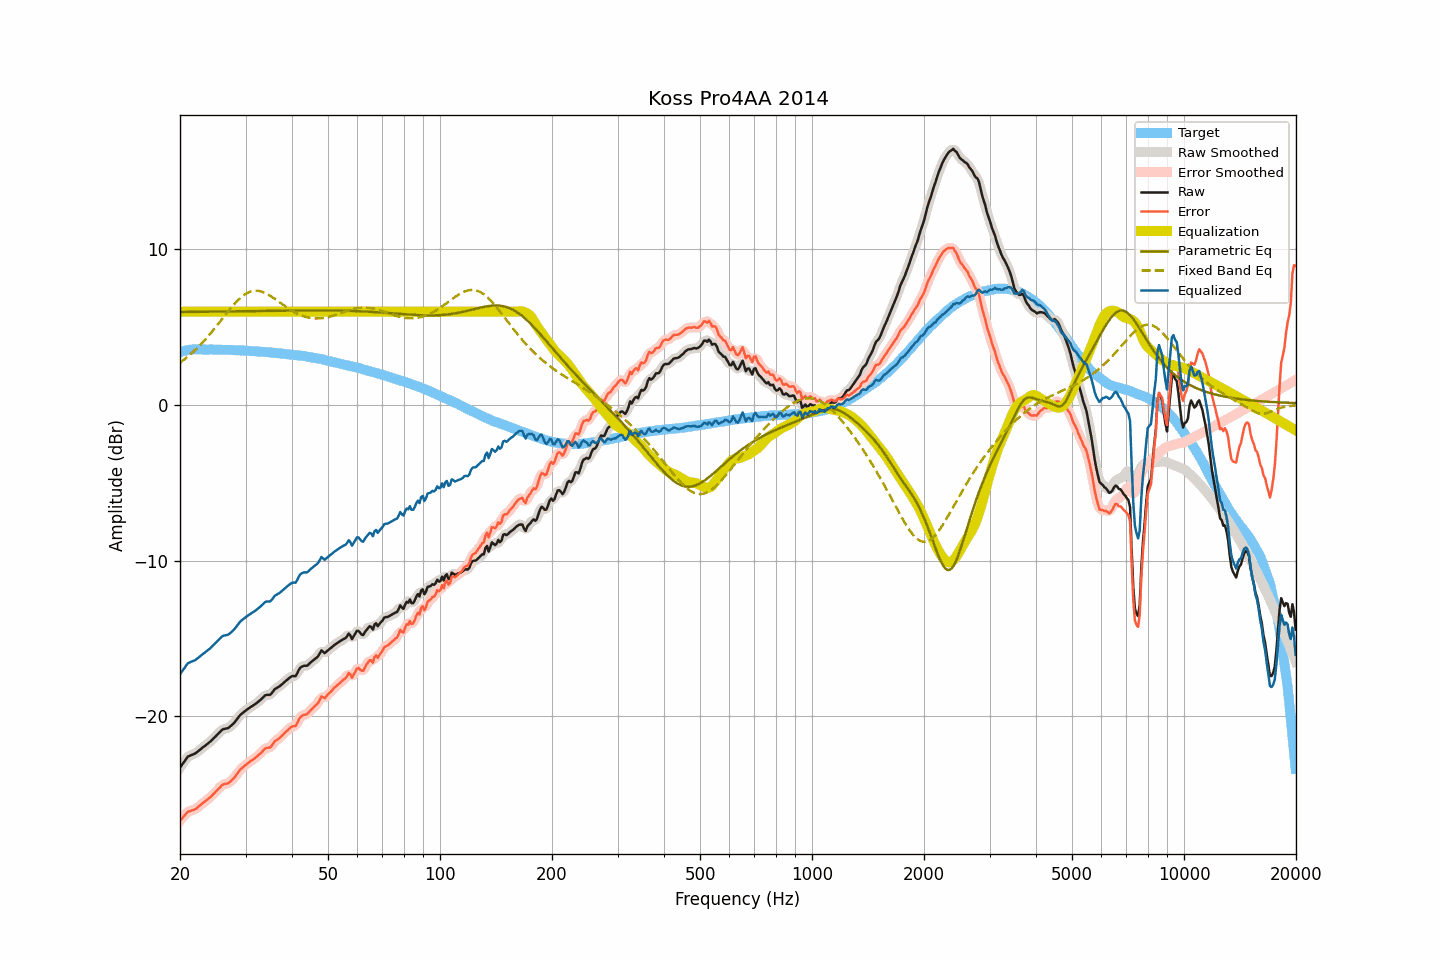 Koss Pro4AA 2014
Target
Raw Smoothed
Error Smoothed
Raw
Error
Equalization
Parametric Eq
Fixed Band Eq
Equalized
10
0
−10
−20
Amplitude (dBr)
20 50 100 200 500 1000 2000 5000 10000 20000
Frequency (Hz)